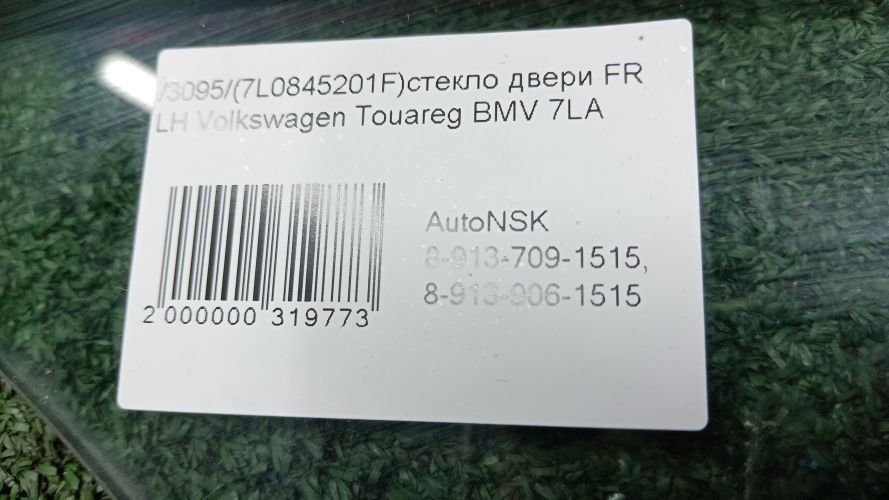 /3095/(7L0845201F)стекло двери FR
LH Volkswagen Touareg BMV 7LA
AutoNSK
8-913-709-1515,
8-913-906-1515
2 000000 319773